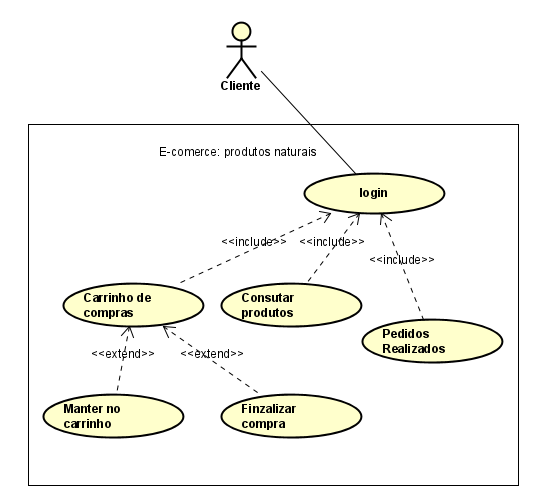 Cliente
E-comerce: produtos naturais
login
<<include>>
<<include>>
<<include>>
Carrinho de
compras
Consutar
produtos
Pedidos
Realizados
<<extend>>
<<extend>>
Manter no
carrinho
Finzalizar
compra